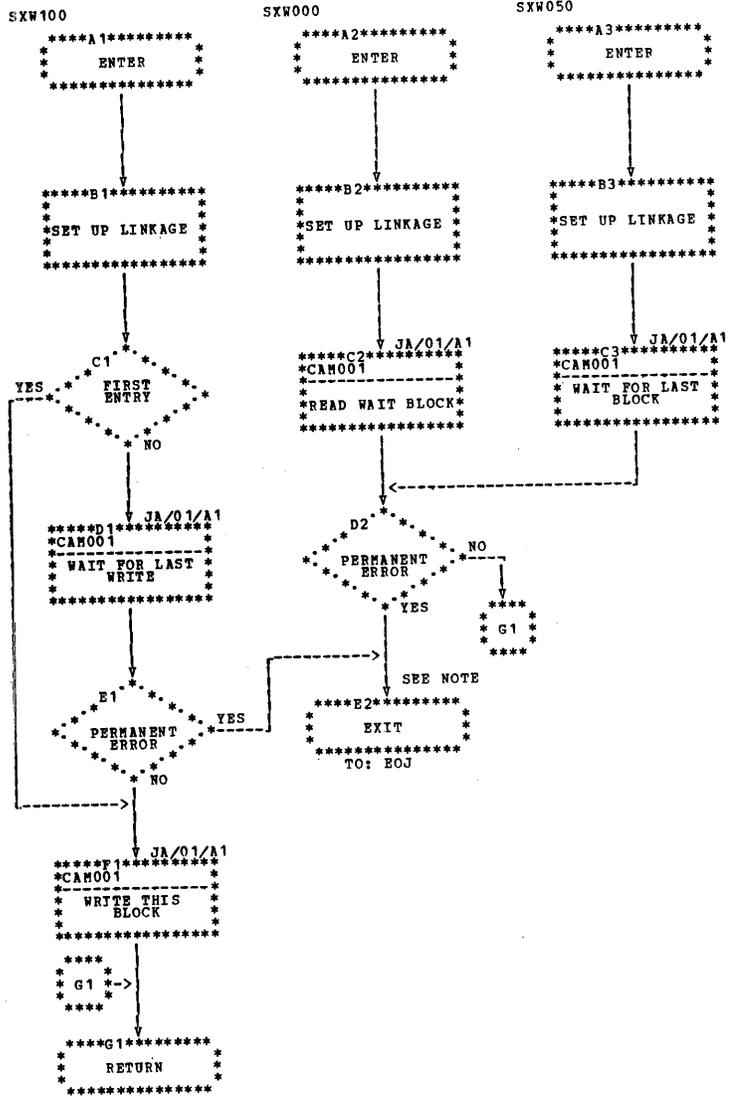 SXW100
SXW000
SXW050
A1
ENTER
A2
ENTER
A3
ENTER
B1
SET UP LINKAGE
B2
SET UP LINKAGE
B3
SET UP LINKAGE
C1
FIRST
ENTRY
YES
NO
JA/01/A1
C2
CAM001
READ WAIT BLOCK
JA/01/A1
C3
CAM001
WAIT FOR LAST
BLOCK
JA/01/A1
D1
CAM001
WAIT FOR LAST
WRITE
D2
PERMANENT
ERROR
NO
YES
G1
E1
PERMANENT
ERROR
YES
NO
SEE NOTE
E2
EXIT
TO: EOJ
JA/01/A1
F1
CAM001
WRITE THIS
BLOCK
G1
G1
RETURN